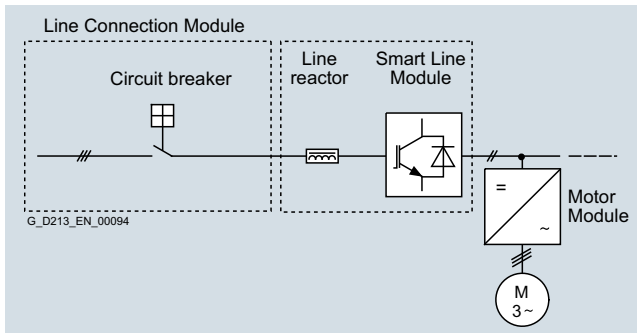 Line Connection Module
Circuit breaker
Line
reactor
Smart Line
Module
G_D213_EN_00094
=
~
Motor
Module
M
3~